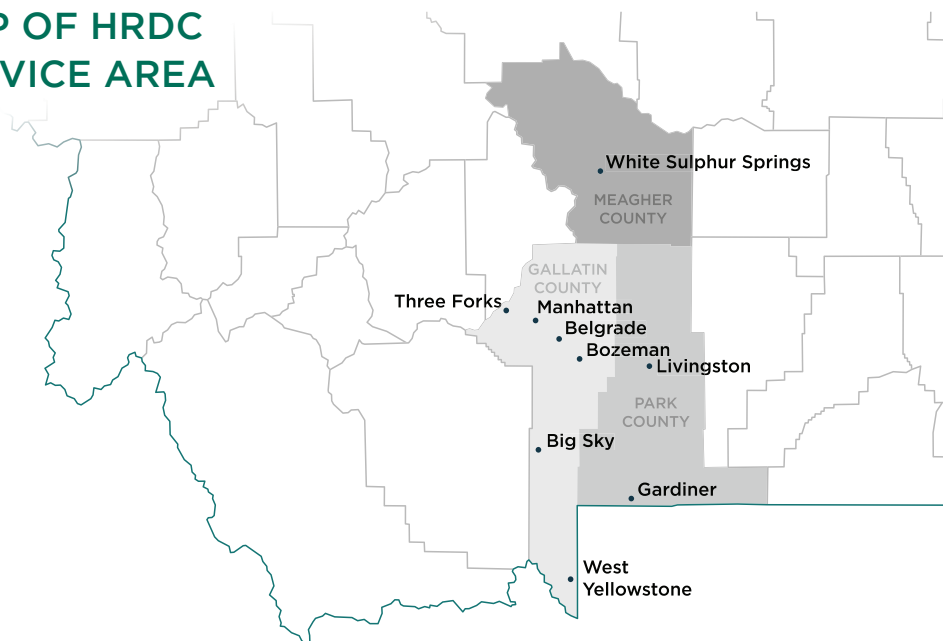 P OF HRDC
VICE AREA
White Sulphur Springs
MEAGHER
COUNTY
GALLATIN
COUNTY
Three Forks
Manhattan
Belgrade
Bozeman
Livingston
PARK
COUNTY
Big Sky
Gardiner
West
Yellowstone